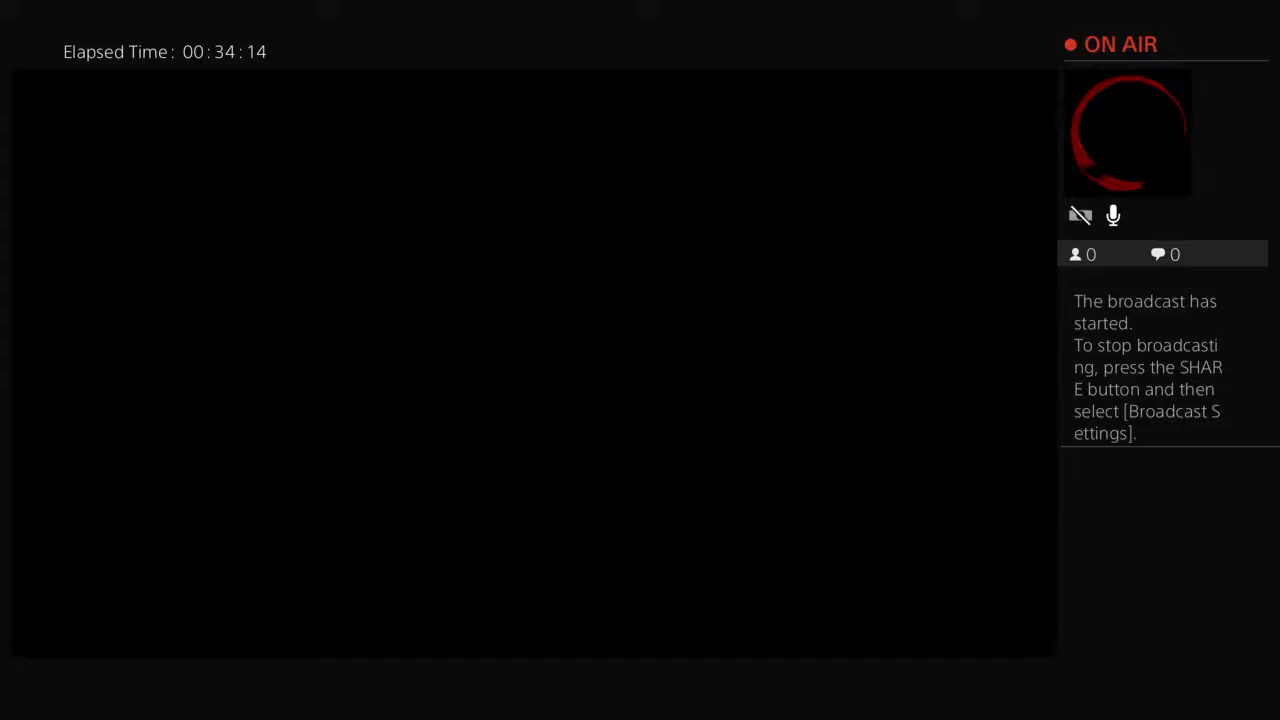 Elapsed Time: 00:34:14
ON AIR
0 0
The broadcast has
started.
To stop broadcasti
ng, press the SHAR
E button and then
select [Broadcast S
ettings].